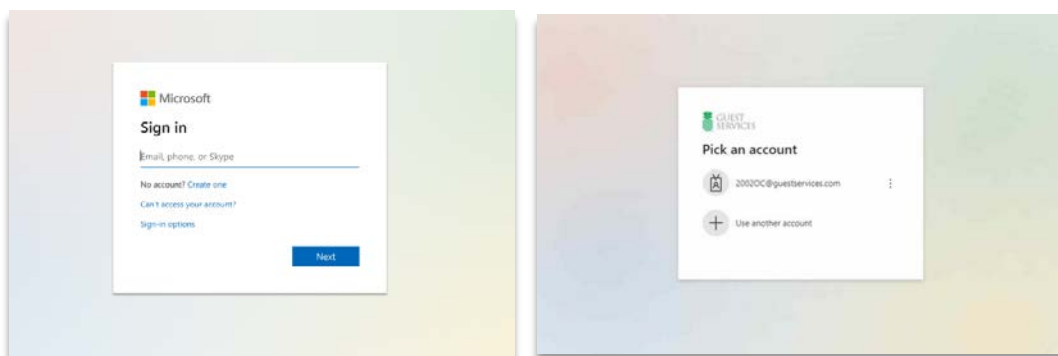 Microsoft
Sign in
Email, phone, or Skype
No account? Create one
Can't access your account?
Sign-in options
Next
GUEST
SERVICES
Pick an account
20020C@guestservices.com
Use another account